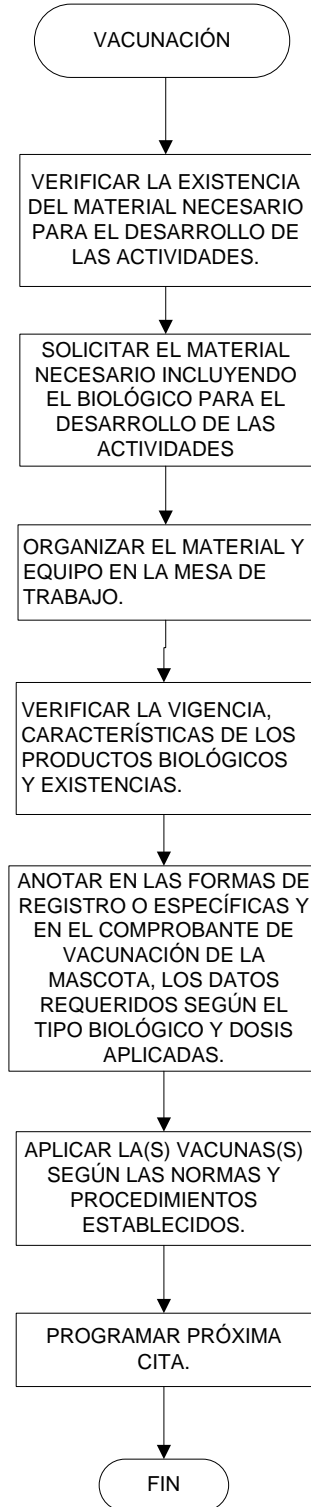 VACUNACIÓN
VERIFICAR LA EXISTENCIA
DEL MATERIAL NECESARIO
PARA EL DESARROLLO DE
LAS ACTIVIDADES.
SOLICITAR EL MATERIAL
NECESARIO INCLUYENDO
EL BIOLÓGICO PARA EL
DESARROLLO DE LAS
ACTIVIDADES
ORGANIZAR EL MATERIAL Y
EQUIPO EN LA MESA DE
TRABAJO.
VERIFICAR LA VIGENCIA,
CARACTERÍSTICAS DE LOS
PRODUCTOS BIOLÓGICOS
Y EXISTENCIAS.
ANOTAR EN LAS FORMAS DE
REGISTRO O ESPECÍFICAS Y
EN EL COMPROBANTE DE
VACUNACIÓN DE LA
MASCOTA, LOS DATOS
REQUERIDOS SEGÚN EL
TIPO BIOLÓGICO Y DOSIS
APLICADAS.
APLICAR LA(S) VACUNAS(S)
SEGÚN LAS NORMAS Y
PROCEDIMIENTOS
ESTABLECIDOS.
PROGRAMAR PRÓXIMA
CITA.
FIN